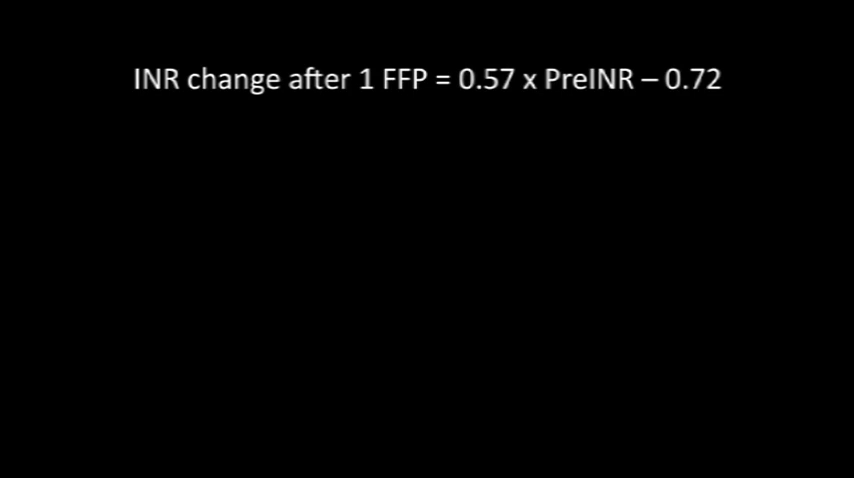 INR change after 1 FFP = 0.57 x PreINR – 0.72